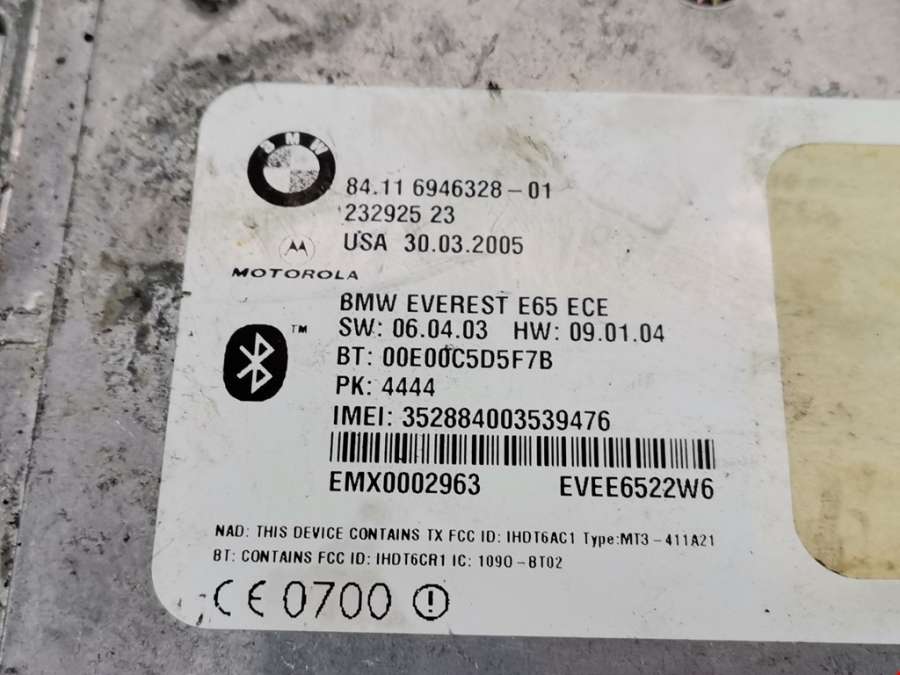 BMW
84.11 6946328-01
232925 23
USA 30.03.2005
MOTOROLA
BMW EVEREST E65 ECE
™
SW: 06.04.03 HW: 09.01.04
BT: 00E00C5D5F7B
PK: 4444
IMEI: 352884003539476
EMX0002963 EVEE6522W6
NAD: THIS DEVICE CONTAINS TX FCC ID: IHDT6AC1 Type:MT3-411A21
BT: CONTAINS FCC ID: IHDT6CR1 IC: 1090-BT02
CE 0700